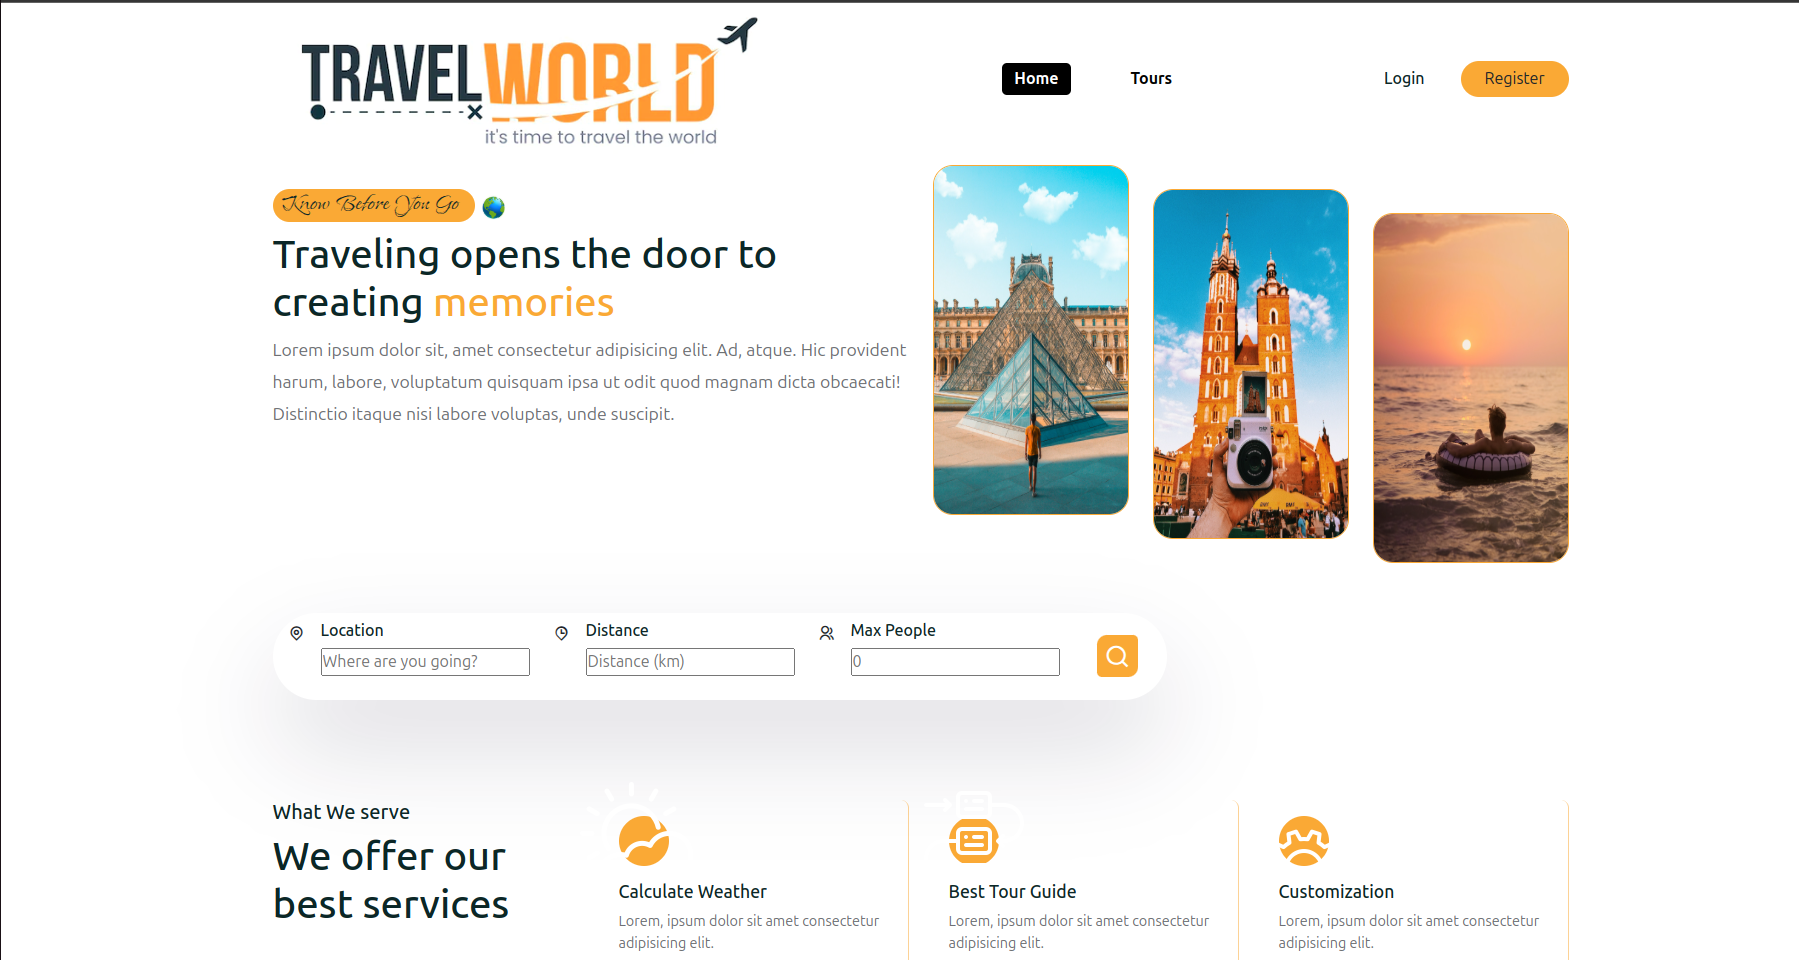 TRAVELWORLD
it's time to travel the world
Home
Tours
Login
Register
Know Before You Go
Traveling opens the door to
creating memories
Lorem ipsum dolor sit, amet consectetur adipisicing elit. Ad, atque. Hic provident
harum, labore, voluptatum quisquam ipsa ut odit quod magnam dicta obcaecati!
Distinctio itaque nisi labore voluptas, unde suscipit.
Location
Where are you going?
Distance
Distance (km)
Max People
0
What We serve
We offer our
best services
Calculate Weather
Lorem, ipsum dolor sit amet consectetur
adipisicing elit.
Best Tour Guide
Lorem, ipsum dolor sit amet consectetur
adipisicing elit.
Customization
Lorem, ipsum dolor sit amet consectetur
adipisicing elit.